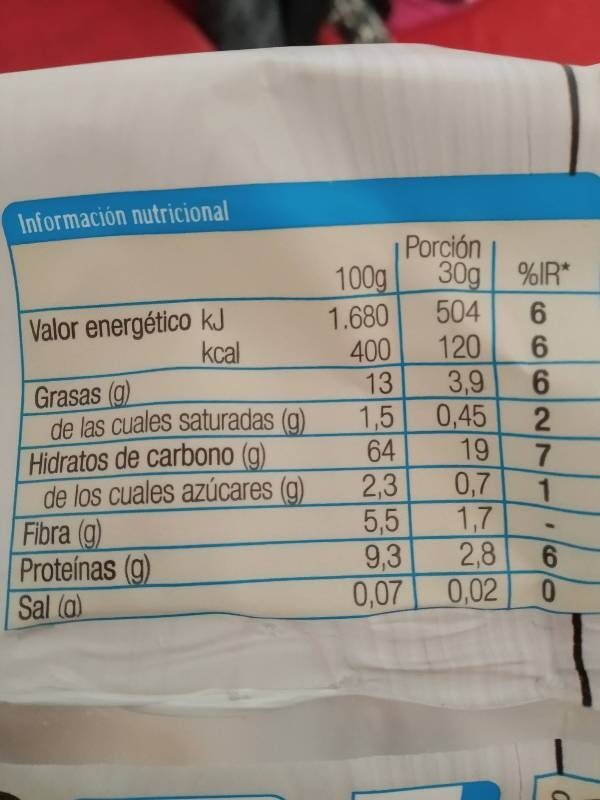 Información nutricional
Porción
100g 30g %IR*
Valor energético kJ 1.680 504 6
kcal 400 120 6
Grasas (g) 13 3,9 6
de las cuales saturadas (g) 1,5 0,45 2
Hidratos de carbono (g) 64 19 7
de los cuales azúcares (g) 2,3 0,7 1
Fibra (g) 5,5 1,7 -
Proteínas (g) 9,3 2,8 6
Sal (g) 0,07 0,02 0